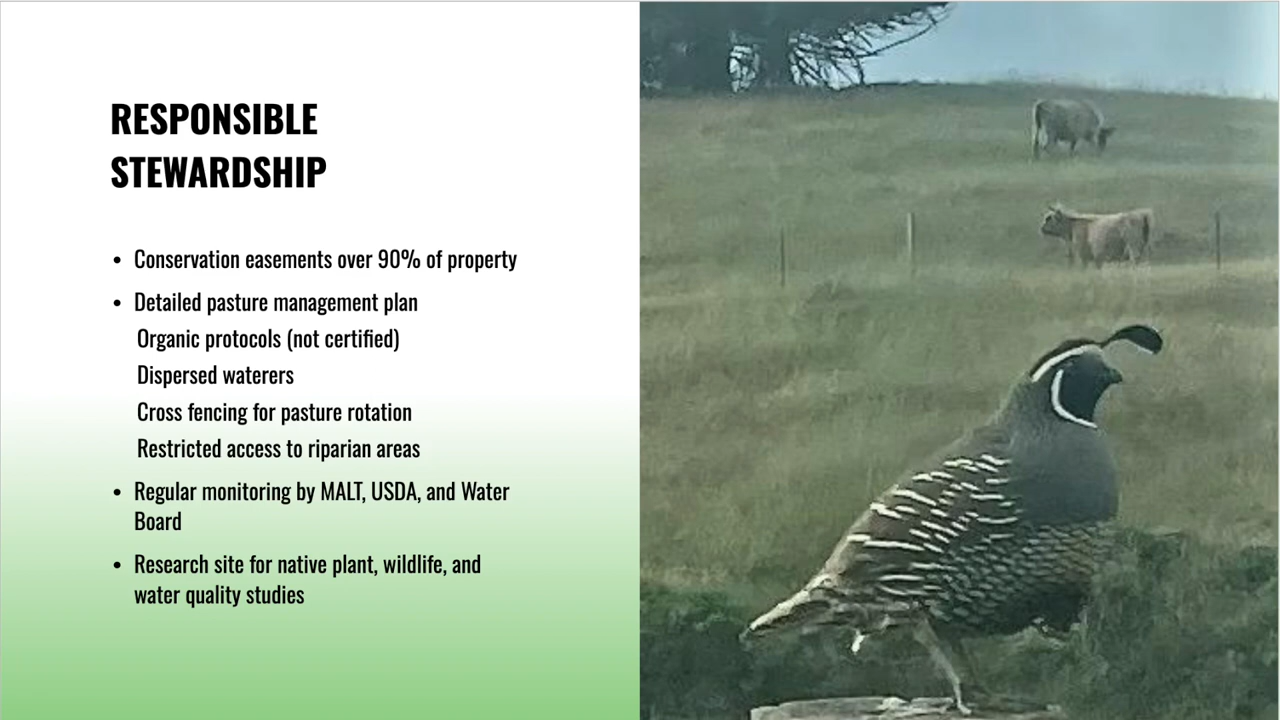 RESPONSIBLE
STEWARDSHIP
• Conservation easements over 90% of property
• Detailed pasture management plan
Organic protocols (not certified)
Dispersed waterers
Cross fencing for pasture rotation
Restricted access to riparian areas
• Regular monitoring by MALT, USDA, and Water
Board
• Research site for native plant, wildlife, and
water quality studies